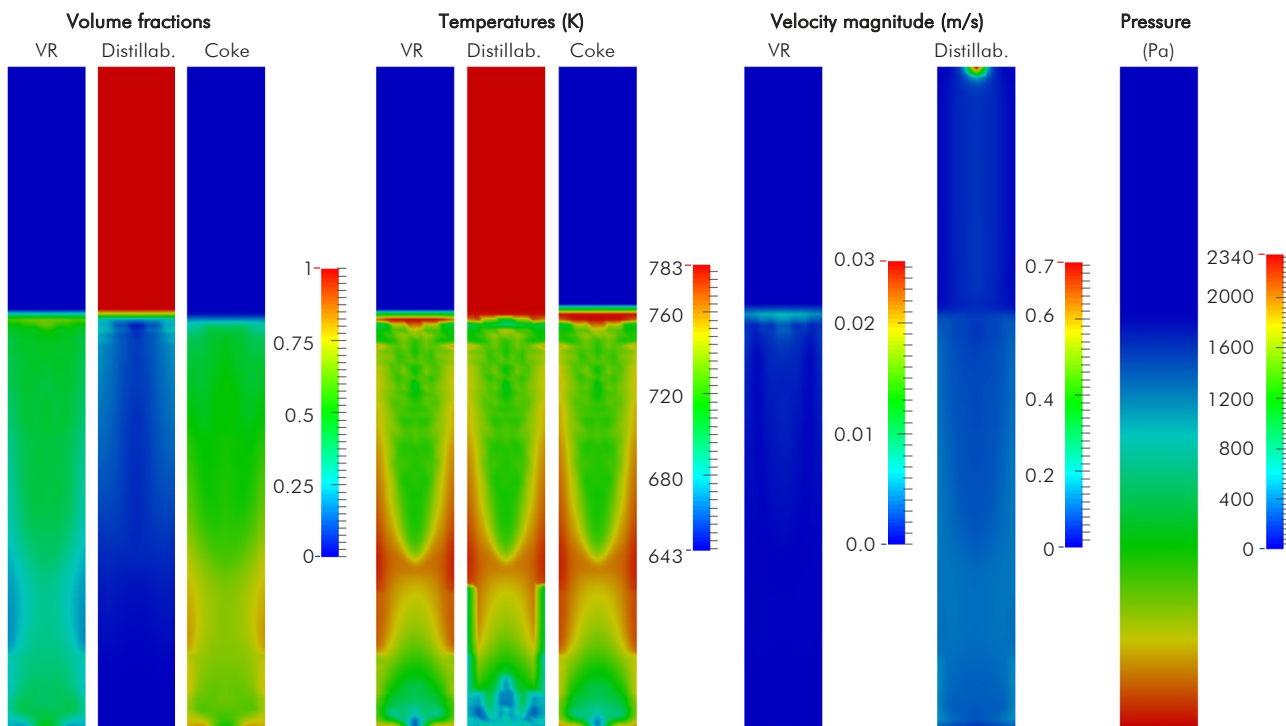 Volume fractions
Temperatures (K)
Velocity magnitude (m/s)
Pressure
VR
Distillab.
Coke
VR
Distillab.
Coke
VR
Distillab.
(Pa)
1
0.75
0.5
0.25
0
783
760
720
680
643
0.03
0.02
0.01
0.0
0.7
0.6
0.4
0.2
0
2340
2000
1600
1200
800
400
0